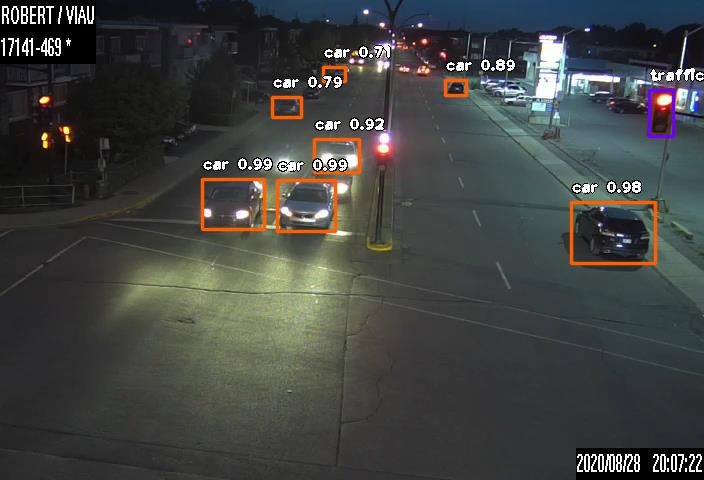 ROBERT / VIAU
17141-469 *
car 0.71
car 0.89
car 0.79
traffic
car 0.92
car 0.99
car 0.99
car 0.98
2020/08/28 20:07:22